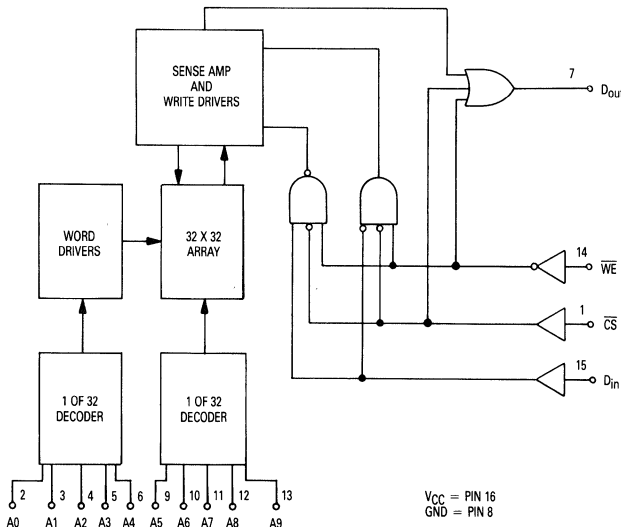 SENSE AMP
AND
WRITE DRIVERS
7
Dout
WORD
DRIVERS
32 X 32
ARRAY
14
WE
1
CS
15
Din
1 OF 32
DECODER
1 OF 32
DECODER
2 3 4 5 6 9 10 11 12 13
A0 A1 A2 A3 A4 A5 A6 A7 A8 A9
VCC = PIN 16
GND = PIN 8